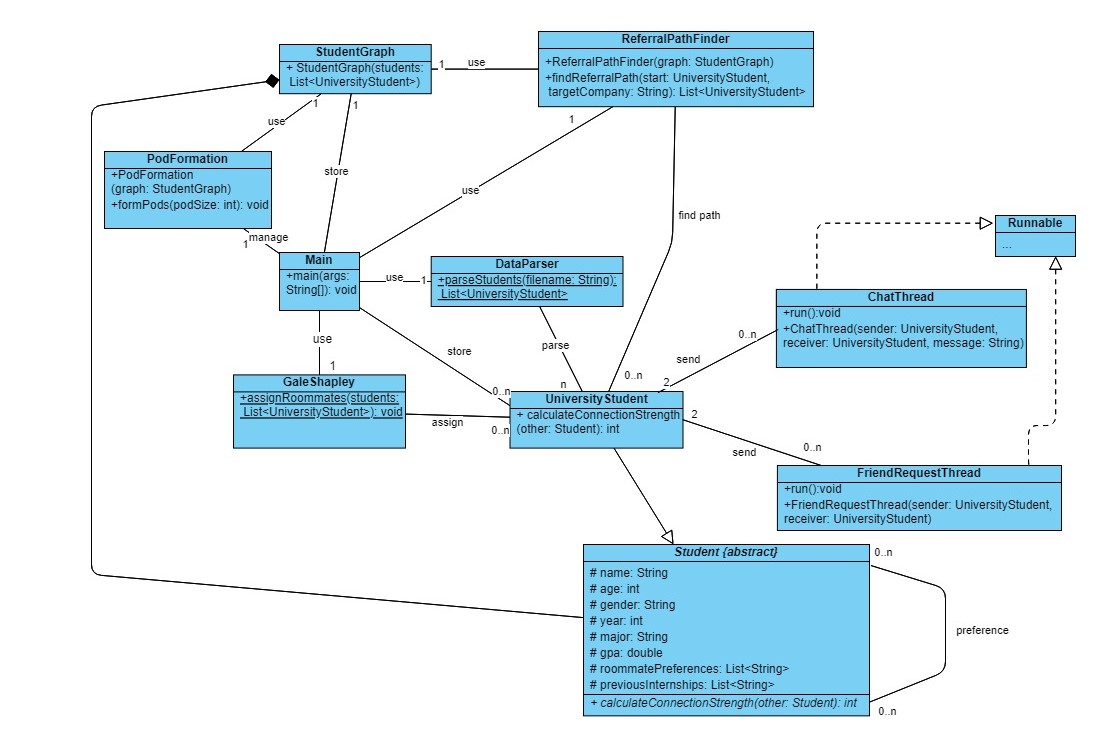 StudentGraph
+ StudentGraph(students:
List<UniversityStudent>)
1
use
ReferralPathFinder
+ReferralPathFinder(graph: StudentGraph)
+findReferralPath(start: UniversityStudent,
targetCompany: String): List<UniversityStudent>
1
use
1
store
1
use
find path
0..n
PodFormation
+PodFormation
(graph: StudentGraph)
+formPods(podSize: int): void
1
manage
Main
+main(args:
String[]): void
use
1
DataParser
+parseStudents(filename: String):
List<UniversityStudent>
parse
n
Runnable
...
ChatThread
+run():void
+ChatThread(sender: UniversityStudent,
receiver: UniversityStudent, message: String)
0..n
send
2
use
1
store
0..n
GaleShapley
+assignRoommates(students:
List<UniversityStudent>): void
assign
0..n
UniversityStudent
+ calculateConnectionStrength
(other: Student): int
2
send
0..n
FriendRequestThread
+run():void
+FriendRequestThread(sender: UniversityStudent,
receiver: UniversityStudent)
Student {abstract}
# name: String
# age: int
# gender: String
# year: int
# major: String
# gpa: double
# roommatePreferences: List<String>
# previousInternships: List<String>
+ calculateConnectionStrength(other: Student): int
0..n
preference
0..n